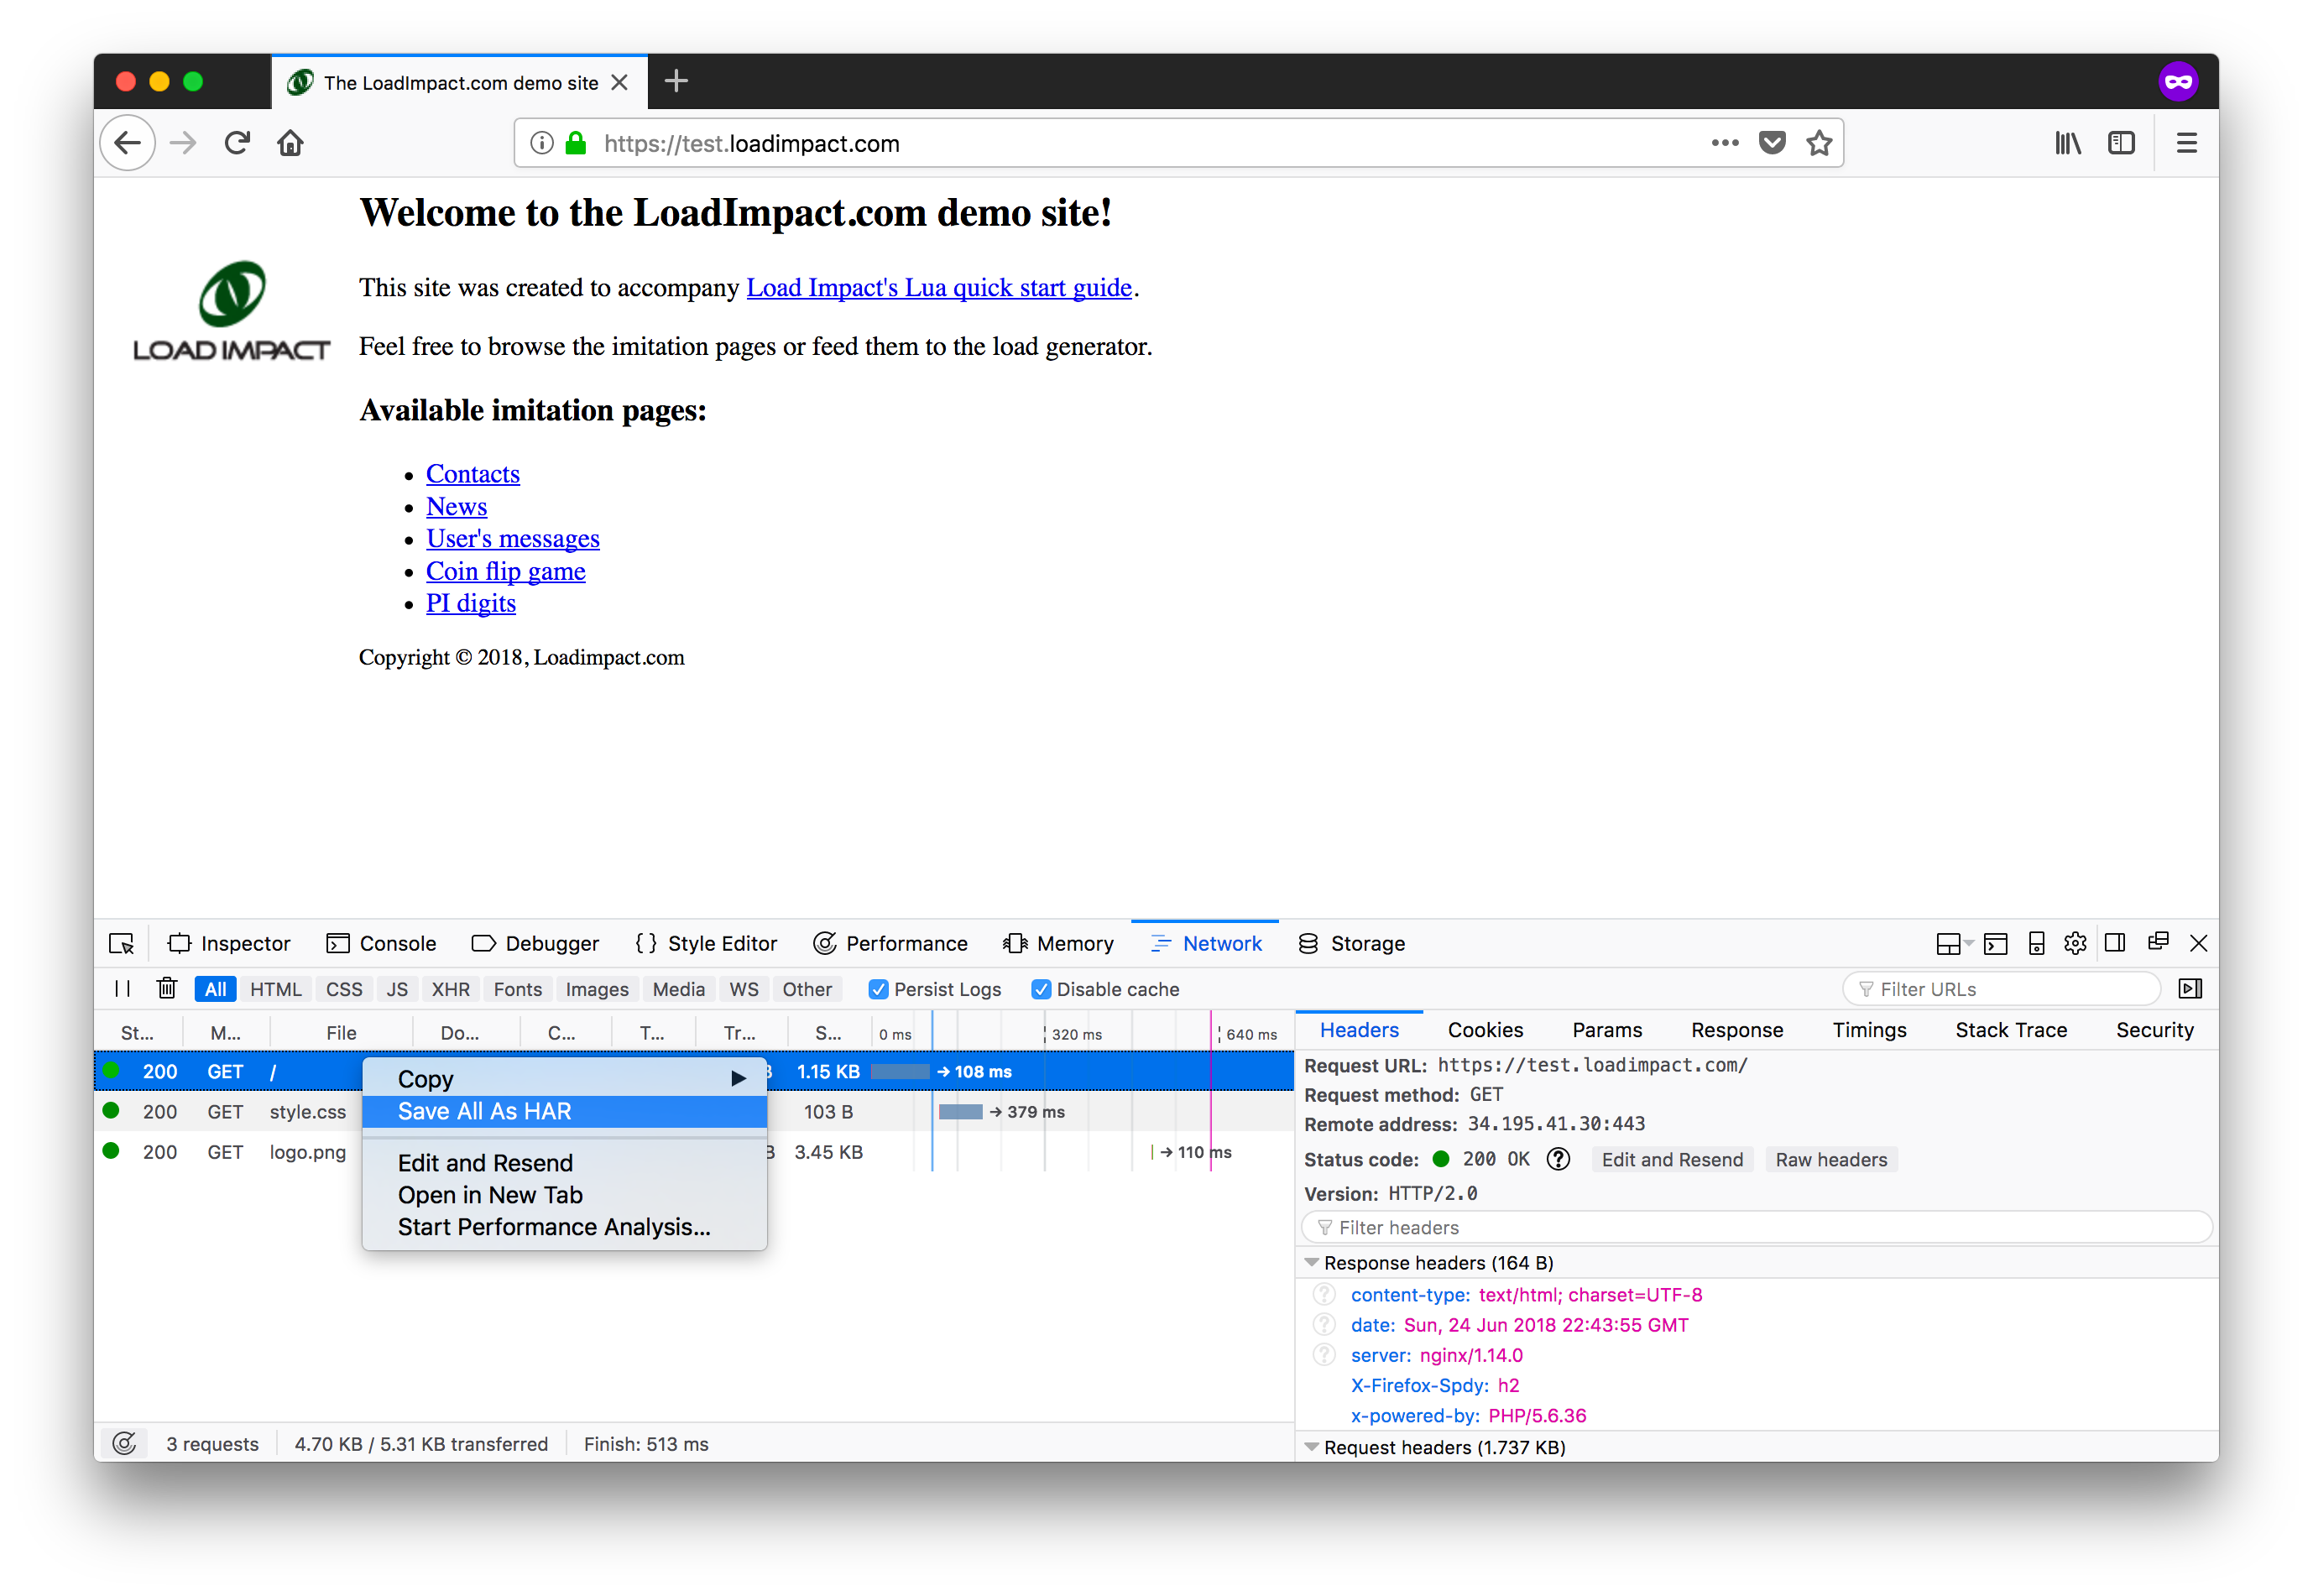 The LoadImpact.com demo site
https://test.loadimpact.com
Welcome to the LoadImpact.com demo site!
This site was created to accompany Load Impact's Lua quick start guide.
LOAD IMPACT
Feel free to browse the imitation pages or feed them to the load generator.
Available imitation pages:
Contacts
News
User's messages
Coin flip game
PI digits
Copyright © 2018, Loadimpact.com
Inspector Console Debugger Style Editor Performance Memory Network Storage
All HTML CSS JS XHR Fonts Images Media WS Other Persist Logs Disable cache Filter URLs
St... M... File Do... C... T... Tr... S... 0 ms 320 ms 640 ms
200 GET / B 1.15 KB → 108 ms
200 GET style.css 103 B → 379 ms
200 GET logo.png B 3.45 KB → 110 ms
Copy
Save All As HAR
Edit and Resend
Open in New Tab
Start Performance Analysis...
Headers Cookies Params Response Timings Stack Trace Security
Request URL: https://test.loadimpact.com/
Request method: GET
Remote address: 34.195.41.30:443
Status code: 200 OK Edit and Resend Raw headers
Version: HTTP/2.0
Filter headers
Response headers (164 B)
content-type: text/html; charset=UTF-8
date: Sun, 24 Jun 2018 22:43:55 GMT
server: nginx/1.14.0
X-Firefox-Spdy: h2
x-powered-by: PHP/5.6.36
Request headers (1.737 KB)
3 requests 4.70 KB / 5.31 KB transferred Finish: 513 ms